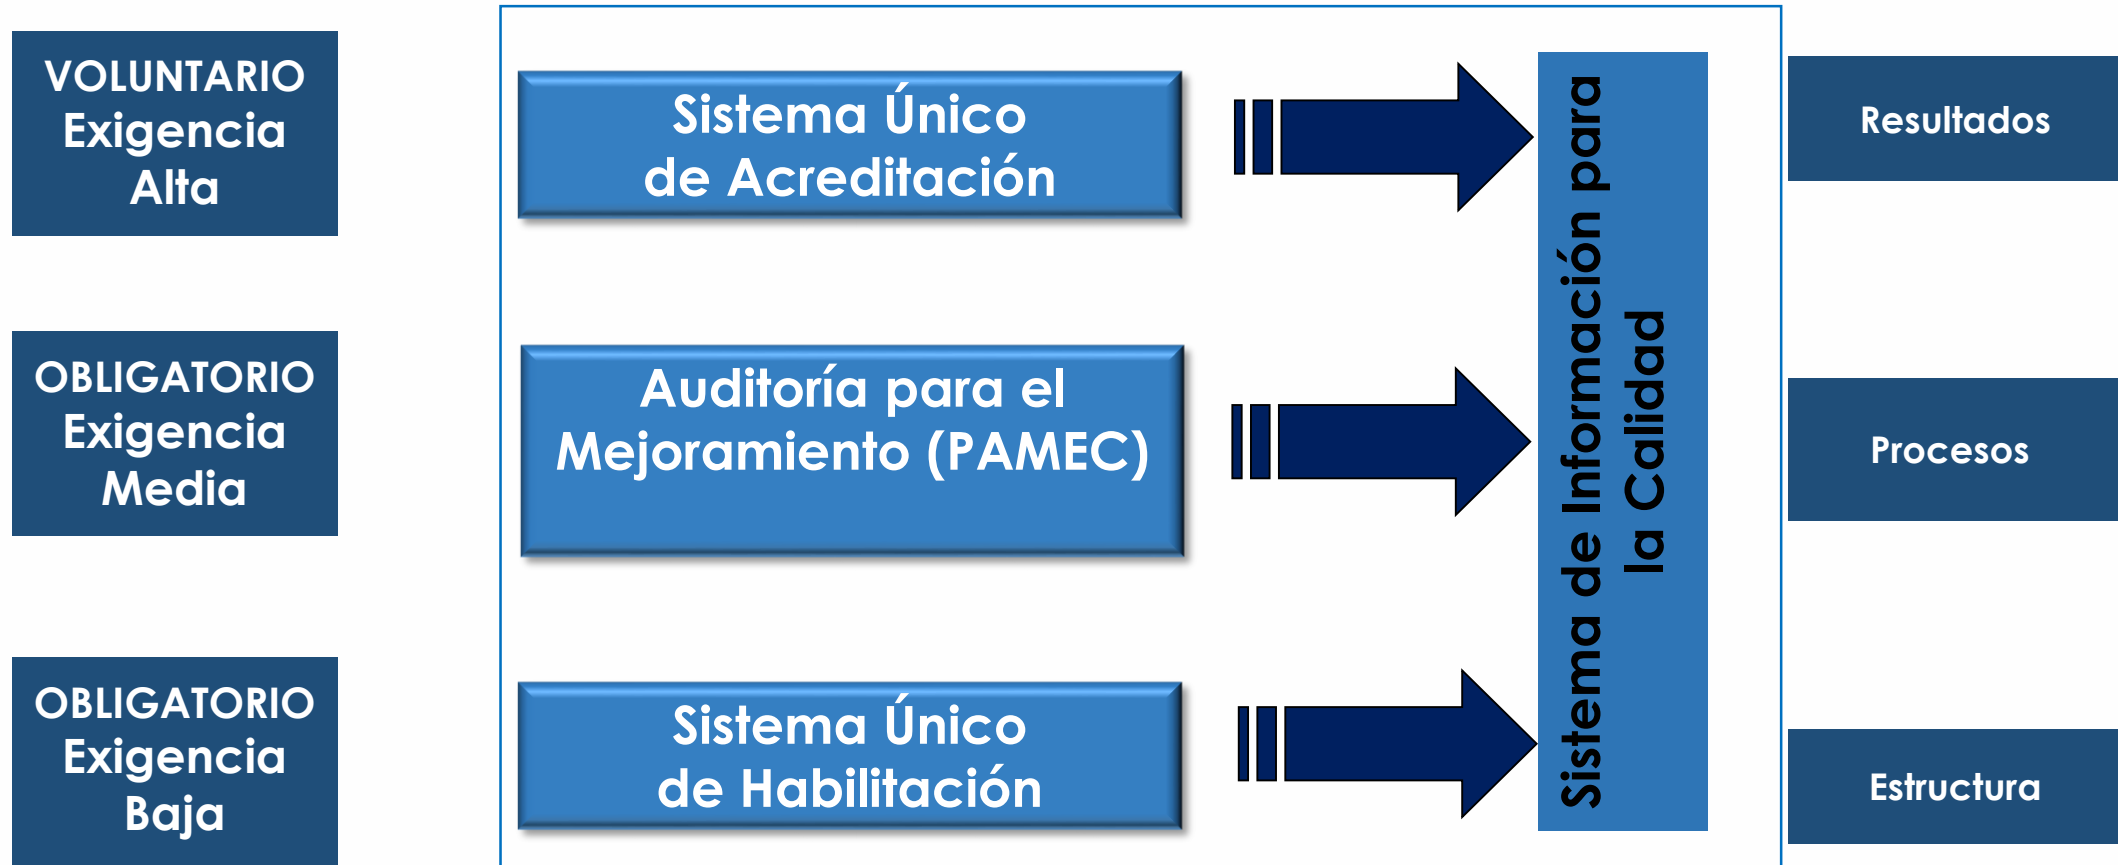 VOLUNTARIO
Exigencia
Alta
Sistema Único
de Acreditación
Resultados
OBLIGATORIO
Exigencia
Media
Auditoría para el
Mejoramiento (PAMEC)
Procesos
OBLIGATORIO
Exigencia
Baja
Sistema Único
de Habilitación
Estructura
Sistema de Información para
la Calidad